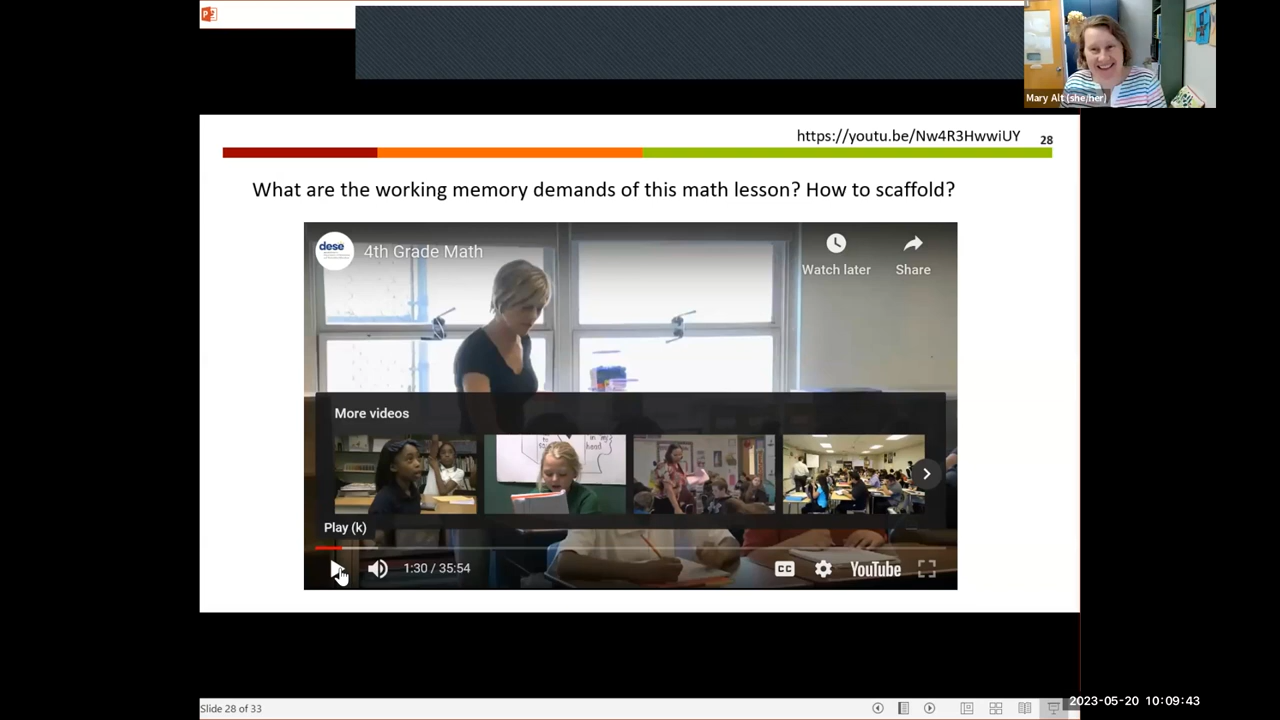 Mary Alt (she/her)
https://youtu.be/Nw4R3HwwiUY
28
What are the working memory demands of this math lesson? How to scaffold?
dese
4th Grade Math
Watch later
Share
More videos
Play (k)
1:30 / 35:54
CC
YouTube
Slide 28 of 33
2023-05-20 10:09:43